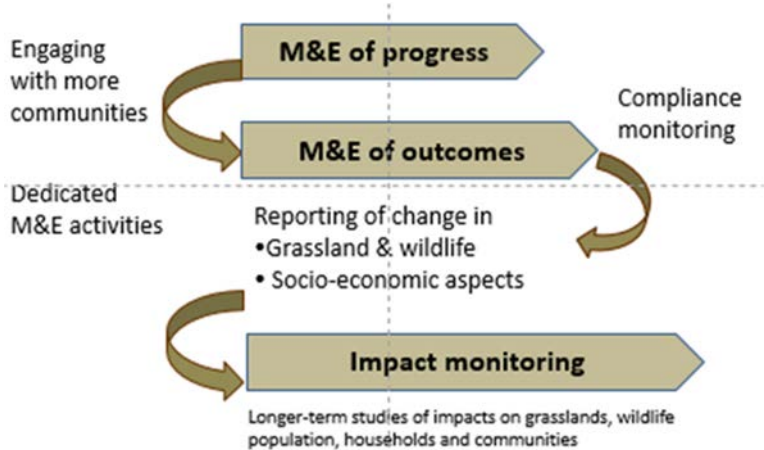 M&E of progress
Engaging
with more
communities
Compliance
monitoring
M&E of outcomes
Dedicated
M&E activities
Reporting of change in
•Grassland & wildlife
• Socio-economic aspects
Impact monitoring
Longer-term studies of impacts on grasslands, wildlife
population, households and communities